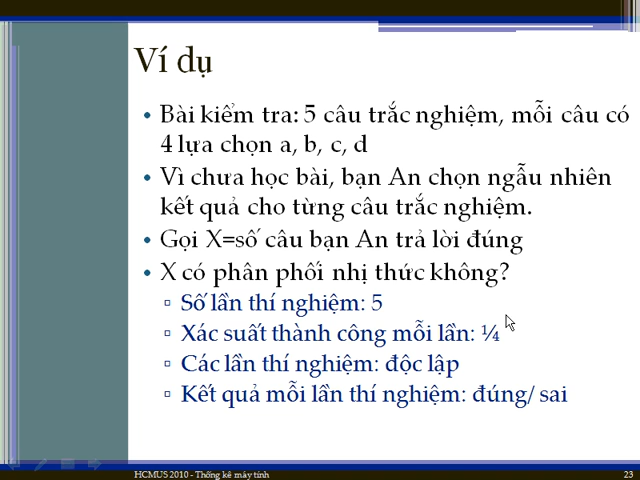 Ví dụ
• Bài kiểm tra: 5 câu trắc nghiệm, mỗi câu có
4 lựa chọn a, b, c, d
• Vì chưa học bài, bạn An chọn ngẫu nhiên
kết quả cho từng câu trắc nghiệm.
• Gọi X=số câu bạn An trả lời đúng
• X có phân phối nhị thức không?
▫ Số lần thí nghiệm: 5
▫ Xác suất thành công mỗi lần: ¼
▫ Các lần thí nghiệm: độc lập
▫ Kết quả mỗi lần thí nghiệm: đúng/ sai
HCMUS 2010 - Thống kê máy tính
23